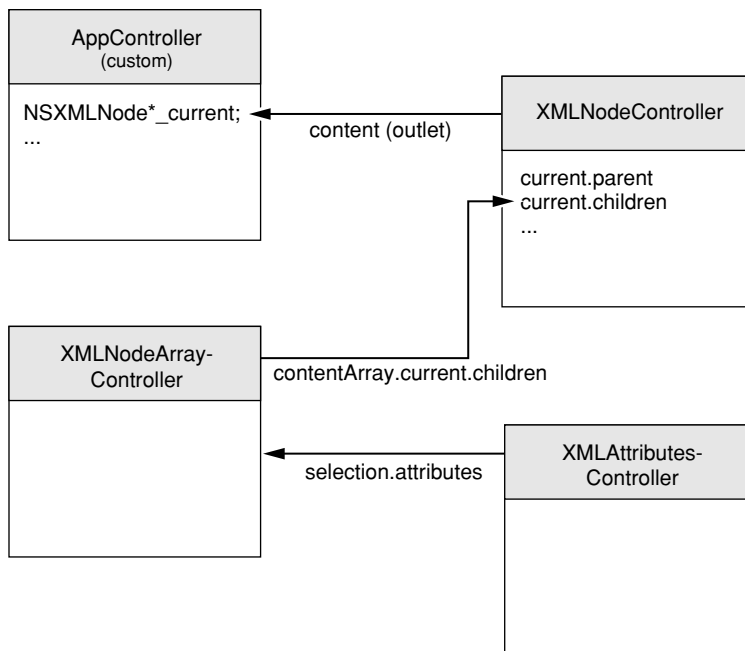 AppController
(custom)
NSXMLNode*_current;
...
content (outlet)
XMLNodeController
current.parent
current.children
...
XMLNodeArray-
Controller
contentArray.current.children
selection.attributes
XMLAttributes-
Controller